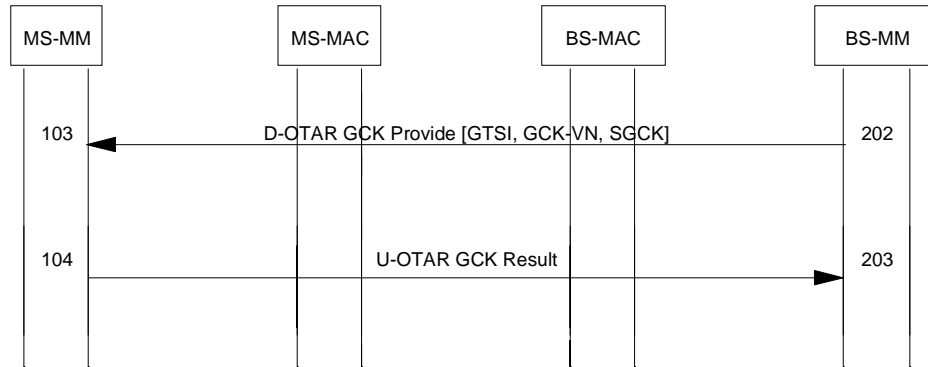 MS-MM MS-MAC BS-MAC BS-MM
103 D-OTAR GCK Provide [GTSI, GCK-VN, SGCK] 202
104 U-OTAR GCK Result 203